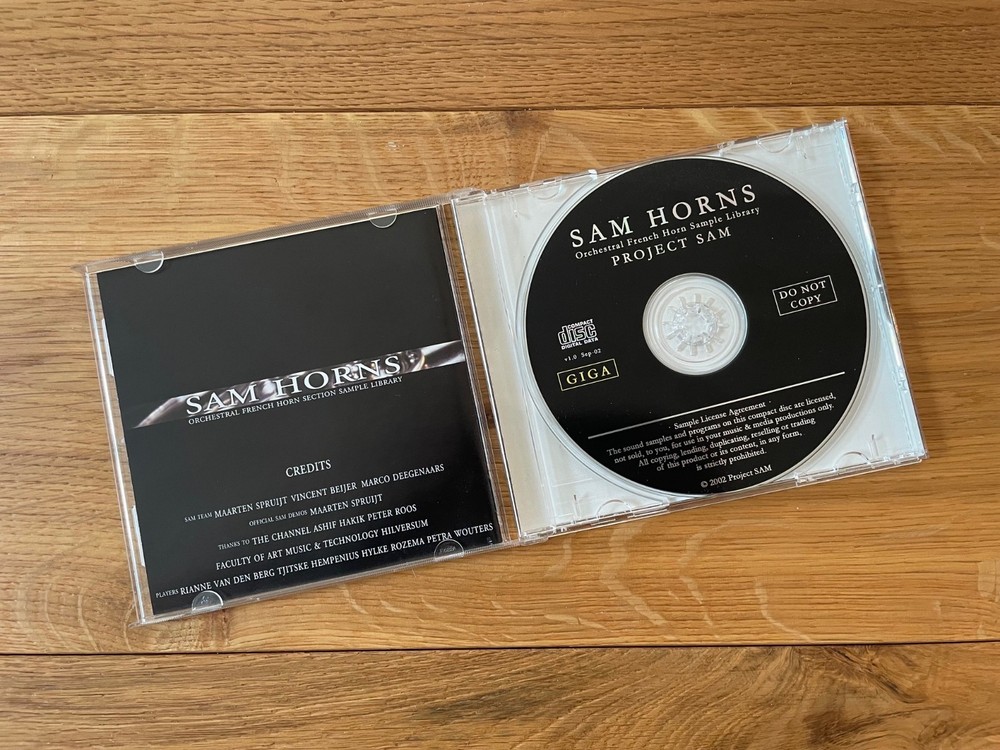 SAM HORNS
ORCHESTRAL FRENCH HORN SECTION SAMPLE LIBRARY
CREDITS
SAM TEAM MAARTEN SPRUIJT VINCENT BEIJER MARCO DEEGENAARS
OFFICIAL SAM DEMOS MAARTEN SPRUIJT
THANKS TO THE CHANNEL ASHIF HAKIK PETER ROOS
FACULTY OF ART MUSIC & TECHNOLOGY HILVERSUM
PLAYERS RIANNE VAN DEN BERG TJITSKE HEMPENIUS HYLKE ROZEMA PETRA WOUTERS
SAM HORNS
Orchestral French Horn Sample Library
PROJECT SAM
DO NOT
COPY
COMPACT
disc
DIGITAL DATA
v1.0 Sep 02
GIGA
· Sample License Agreement ·
The sound samples and programs on this compact disc are licensed,
not sold, to you, for use in your music & media productions only.
All copying, lending, duplicating, reselling or trading
of this product or its content, in any form,
is strictly prohibited.
© 2002 Project SAM